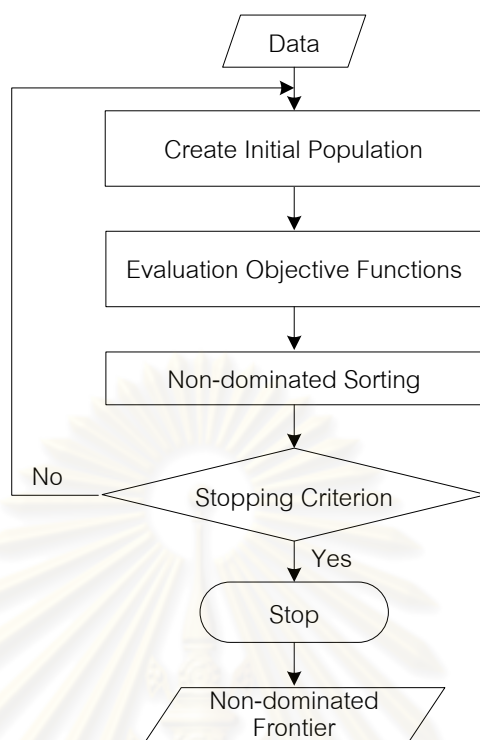 Data
Create Initial Population
Evaluation Objective Functions
Non-dominated Sorting
No
Stopping Criterion
Yes
Stop
Non-dominated
Frontier